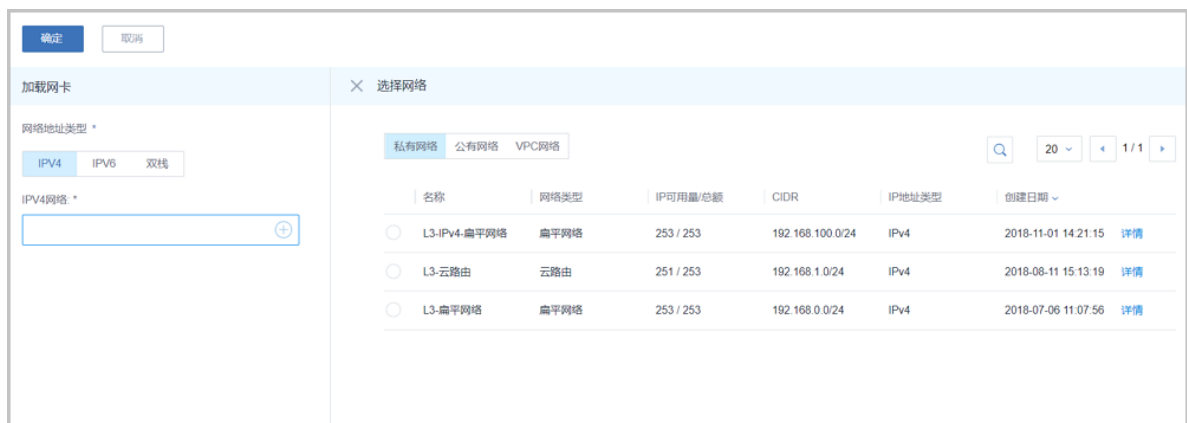 确定 取消
加载网卡
选择网络
网络地址类型 *
IPV4 IPV6 双栈
IPV4网络: *
私有网络 公有网络 VPC网络
20 1 / 1
名称 网络类型 IP可用量/总额 CIDR IP地址类型 创建日期
L3-IPv4-扁平网络 扁平网络 253 / 253 192.168.100.0/24 IPv4 2018-11-01 14:21:15 详情
L3-云路由 云路由 251 / 253 192.168.1.0/24 IPv4 2018-08-11 15:13:19 详情
L3-扁平网络 扁平网络 253 / 253 192.168.0.0/24 IPv4 2018-07-06 11:07:56 详情